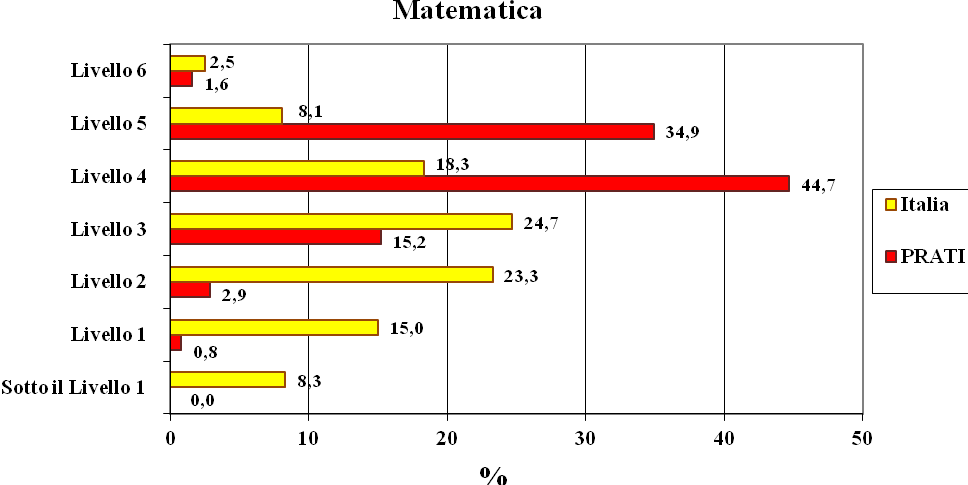 Matematica
Livello 6
2,5
1,6
Livello 5
8,1
34,9
Livello 4
18,3
44,7
Livello 3
24,7
15,2
Livello 2
23,3
2,9
Livello 1
15,0
0,8
Sotto il Livello 1
8,3
0,0
0 10 20 30 40 50
%
Italia
PRATI